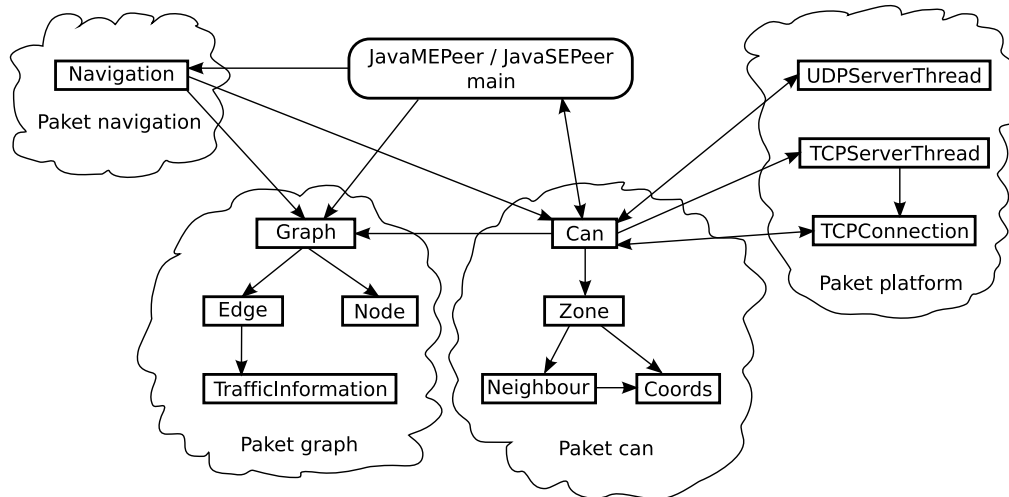 JavaMEPeer / JavaSEPeer
main
Navigation
Paket navigation
UDPServerThread
TCPServerThread
TCPConnection
Paket platform
Graph
Edge
Node
TrafficInformation
Paket graph
Can
Zone
Neighbour
Coords
Paket can